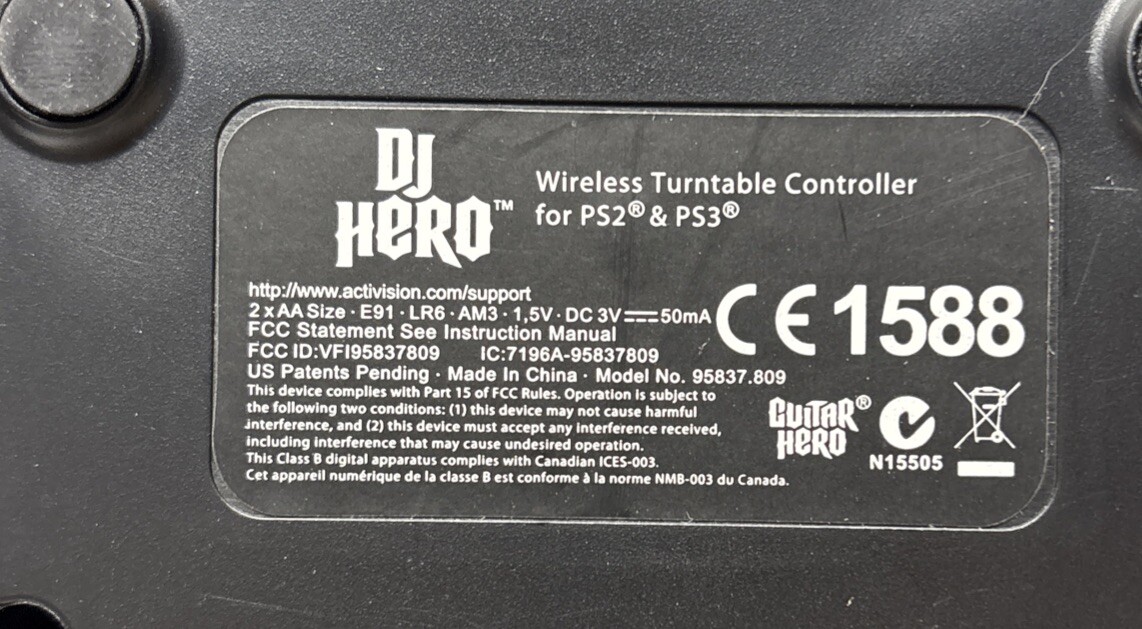 DJ
HERO™
Wireless Turntable Controller
for PS2® & PS3®
http://www.activision.com/support
2 x AA Size · E91 · LR6 · AM3 · 1,5V · DC 3V⎓50mA
CE1588
FCC Statement See Instruction Manual
FCC ID:VFI95837809 IC:7196A-95837809
US Patents Pending · Made In China · Model No. 95837.809
This device complies with Part 15 of FCC Rules. Operation is subject to
the following two conditions: (1) this device may not cause harmful
interference, and (2) this device must accept any interference received,
including interference that may cause undesired operation.
This Class B digital apparatus complies with Canadian ICES-003.
Cet appareil numérique de la classe B est conforme à la norme NMB-003 du Canada.
GUITAR®
HERO
N15505